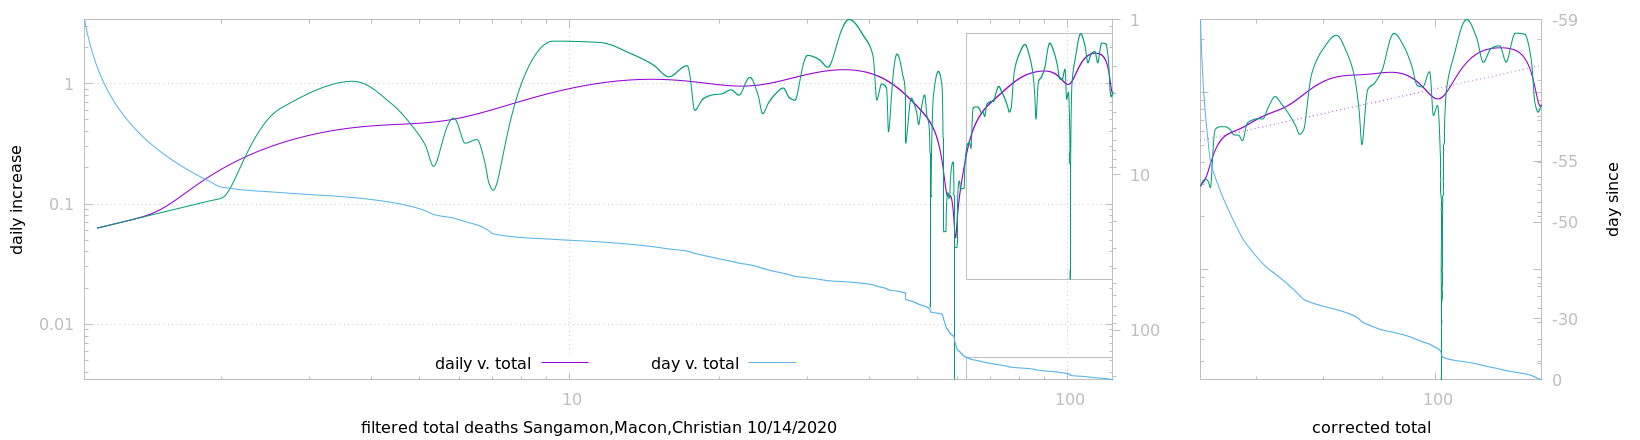 1
0.1
0.01
daily increase
daily v. total
day v. total
10
100
1
10
100
filtered total deaths Sangamon,Macon,Christian 10/14/2020
-59
-55
-50
-30
0
day since
100
corrected total